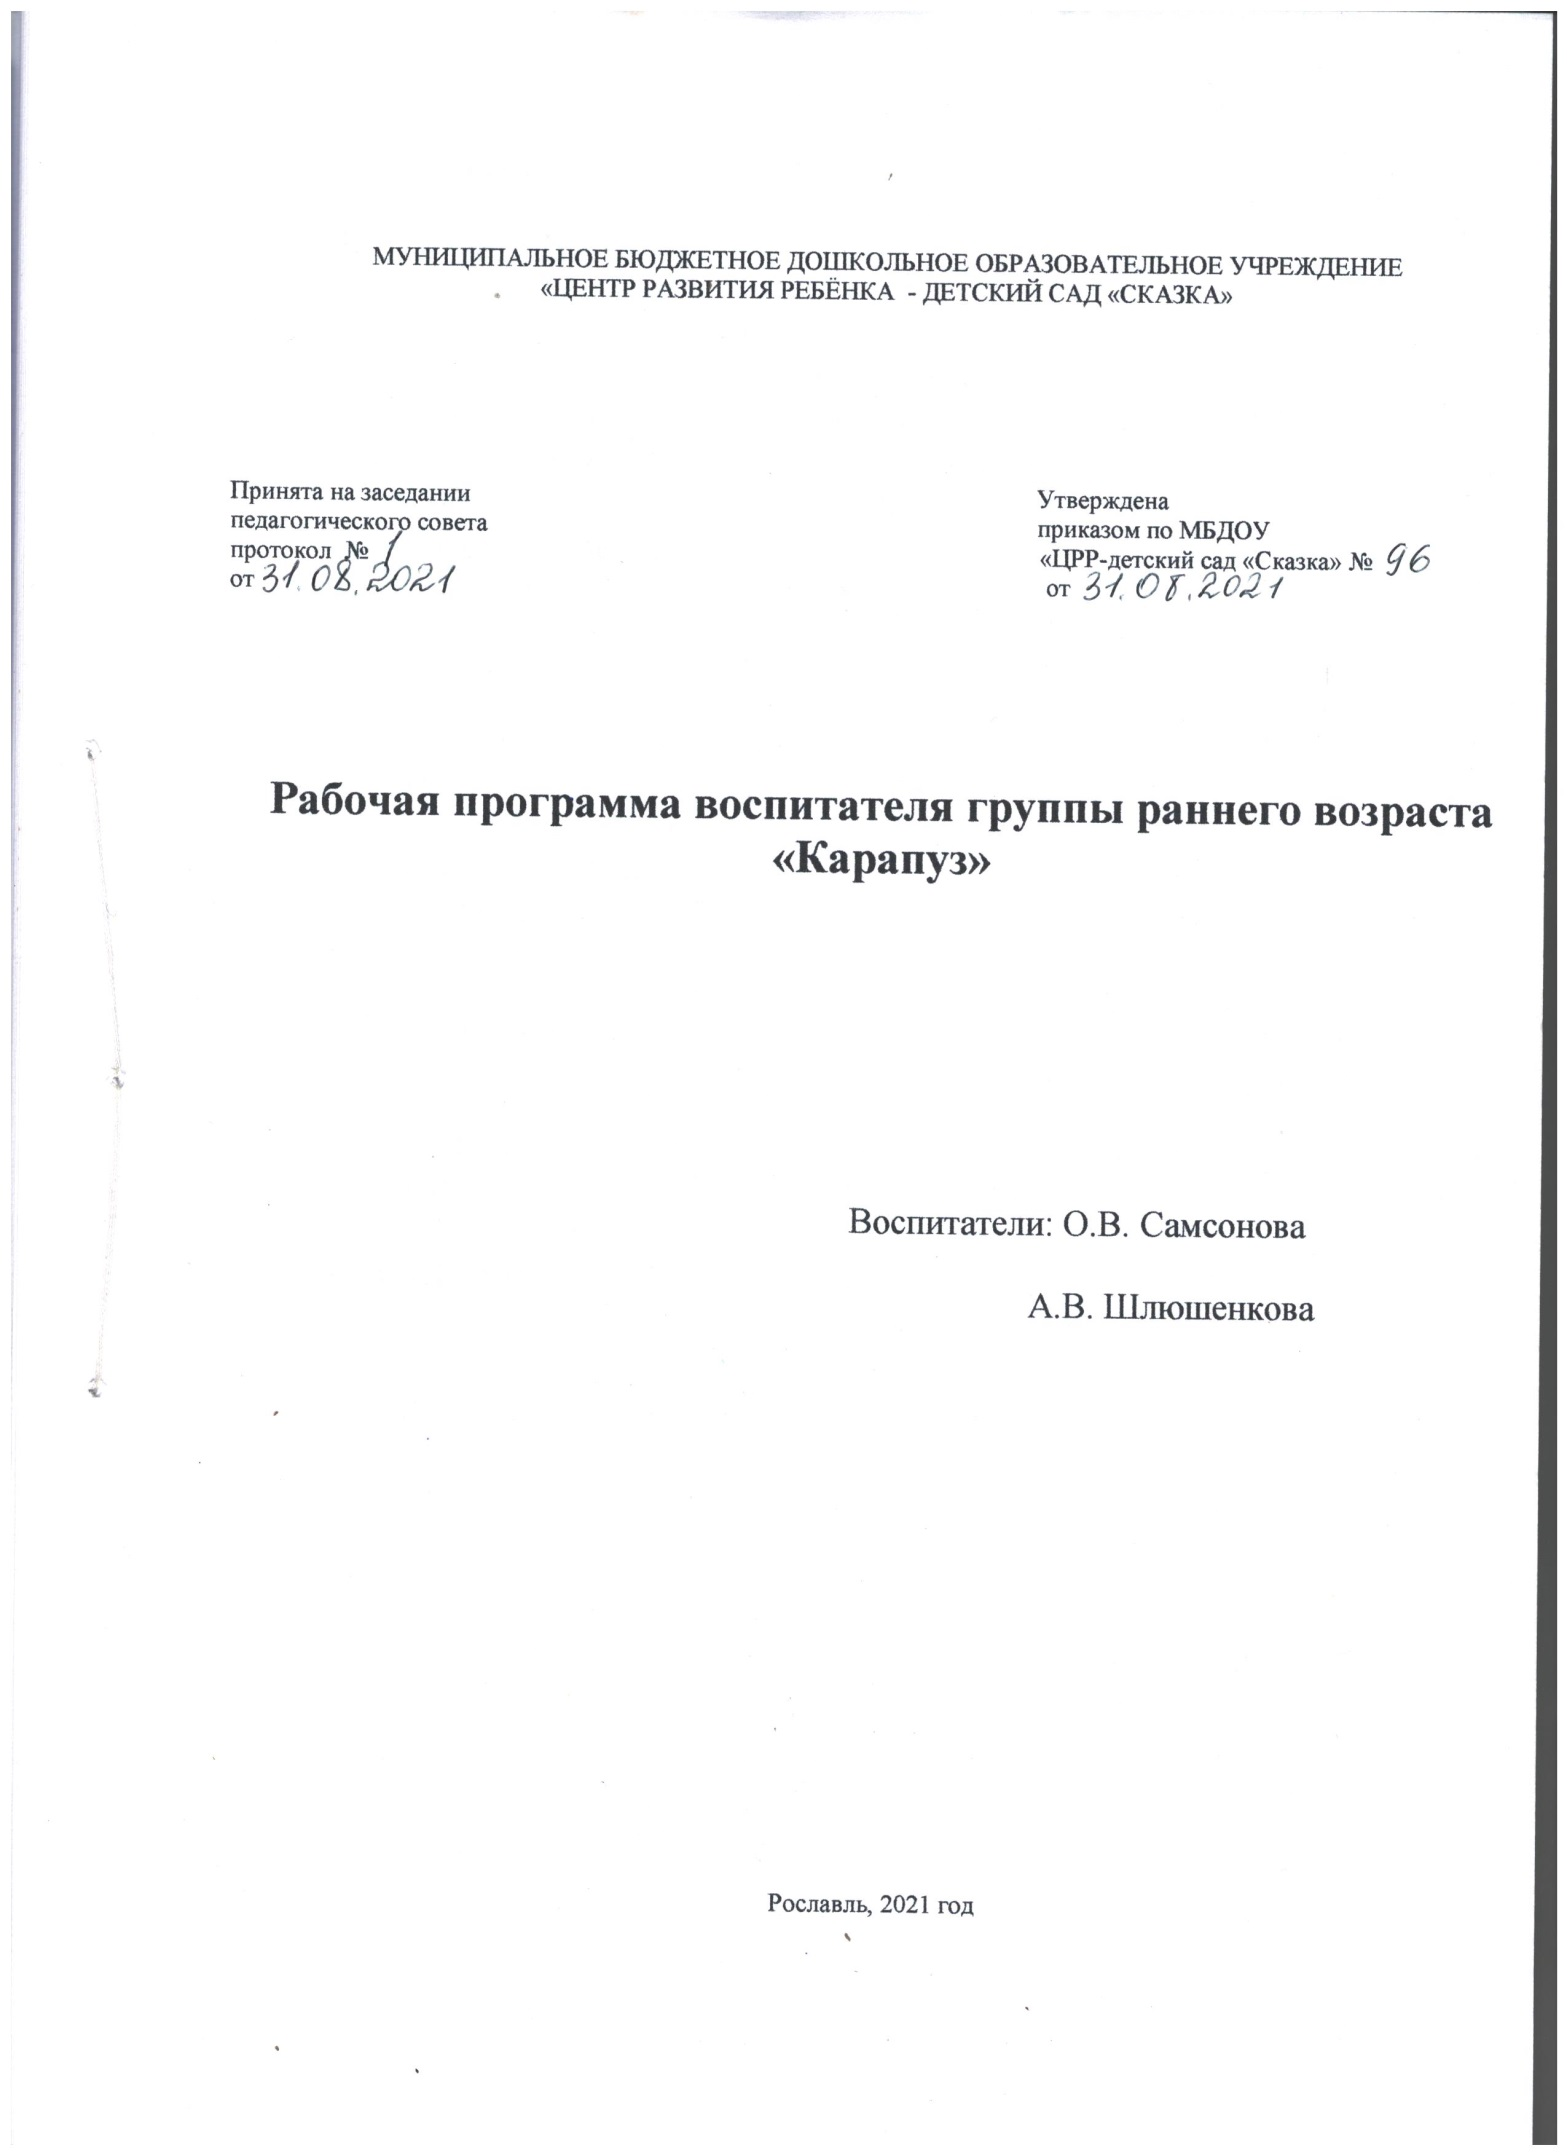 МУНИЦИПАЛЬНОЕ БЮДЖЕТНОЕ ДОШКОЛЬНОЕ ОБРАЗОВАТЕЛЬНОЕ УЧРЕЖДЕНИЕ
«ЦЕНТР РАЗВИТИЯ РЕБЁНКА - ДЕТСКИЙ САД «СКАЗКА»
Принята на заседании
педагогического совета
протокол № 1
от 31.08.2021
Утверждена
приказом по МБДОУ
«ЦРР-детский сад «Сказка» № 96
от 31.08.2021
Рабочая программа воспитателя группы раннего возраста
«Карапуз»
Воспитатели: О.В. Самсонова
А.В. Шлюшенкова
Рославль, 2021 год